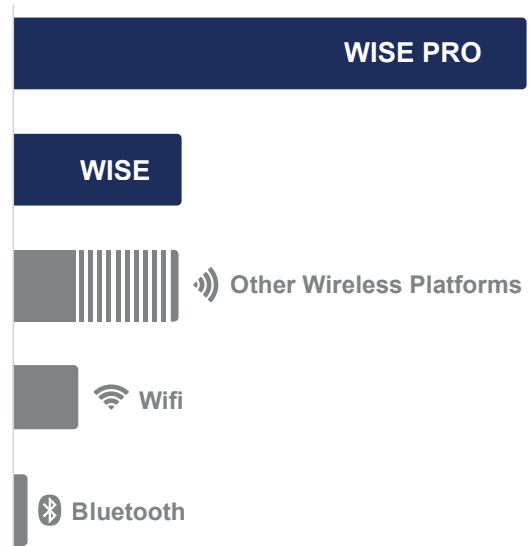 WISE PRO
WISE
Other Wireless Platforms
Wifi
Bluetooth